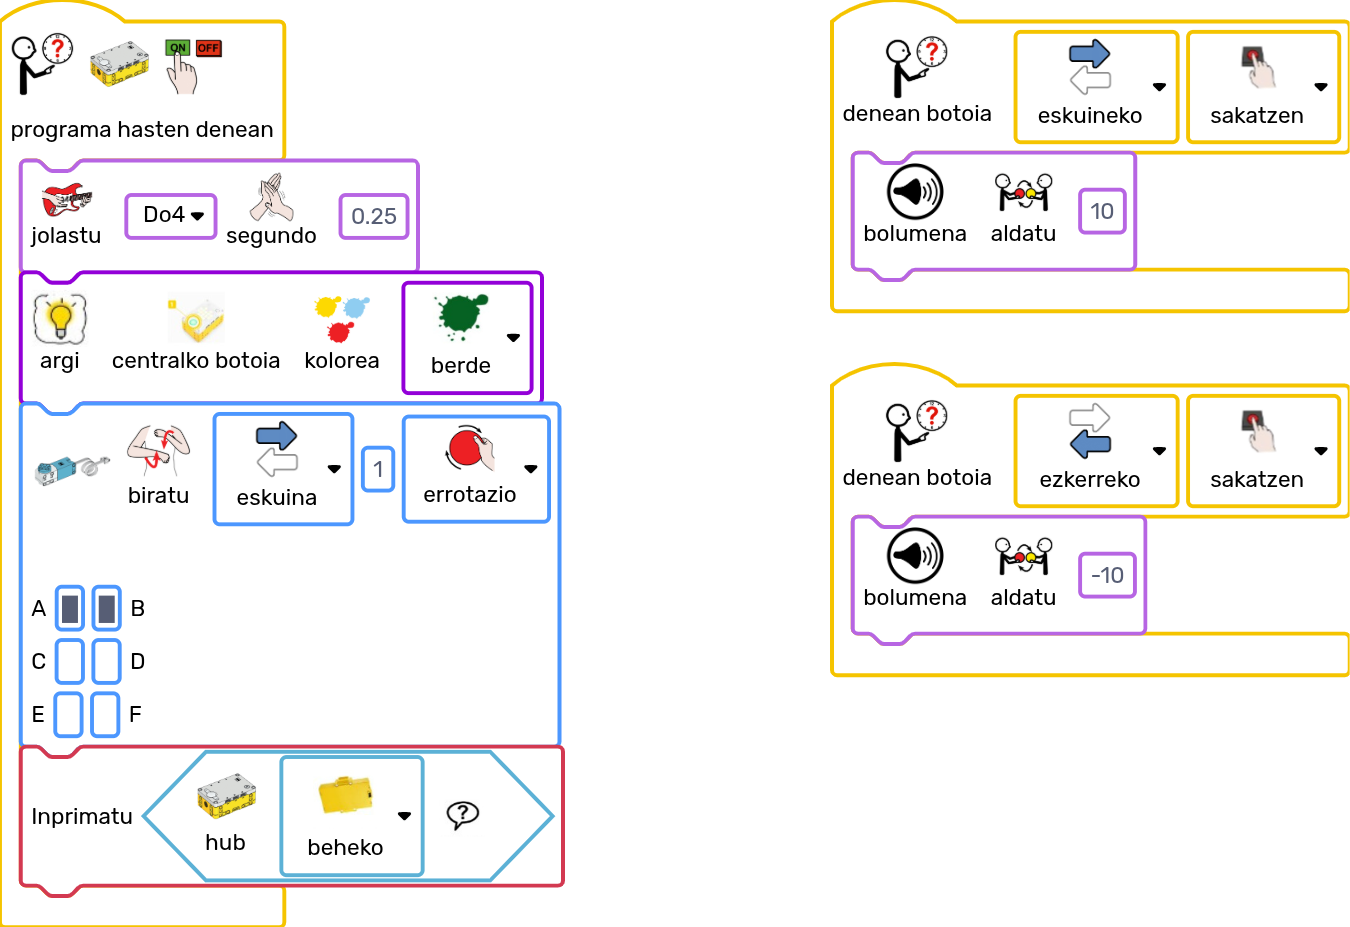 ON OFF
programa hasten denean
jolastu Do4 segundo 0.25
argi centralko botoia kolorea berde
biratu eskuina 1 errotazio
A B
C D
E F
Inprimatu hub beheko ?
denean botoia eskuineko sakatzen
bolumena aldatu 10
denean botoia ezkerreko sakatzen
bolumena aldatu -10